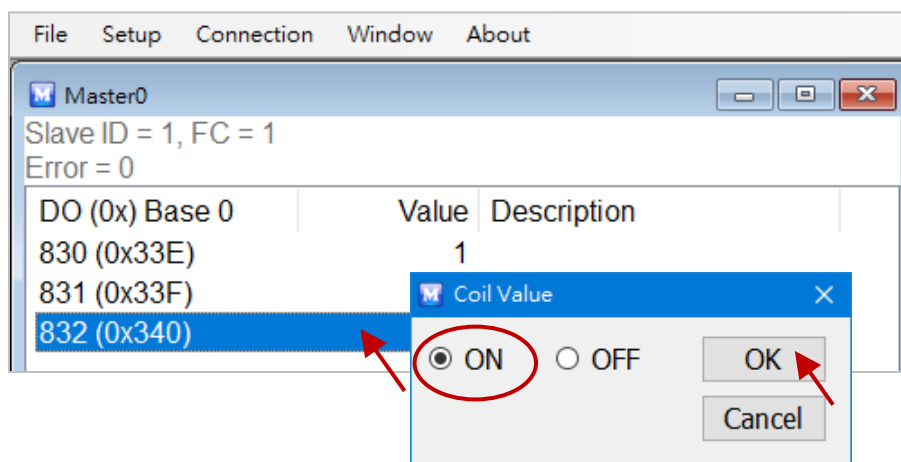 File Setup Connection Window About
Master0
Slave ID = 1, FC = 1
Error = 0
DO (0x) Base 0 Value Description
830 (0x33E) 1
831 (0x33F)
832 (0x340)
Coil Value
ON OFF OK
Cancel